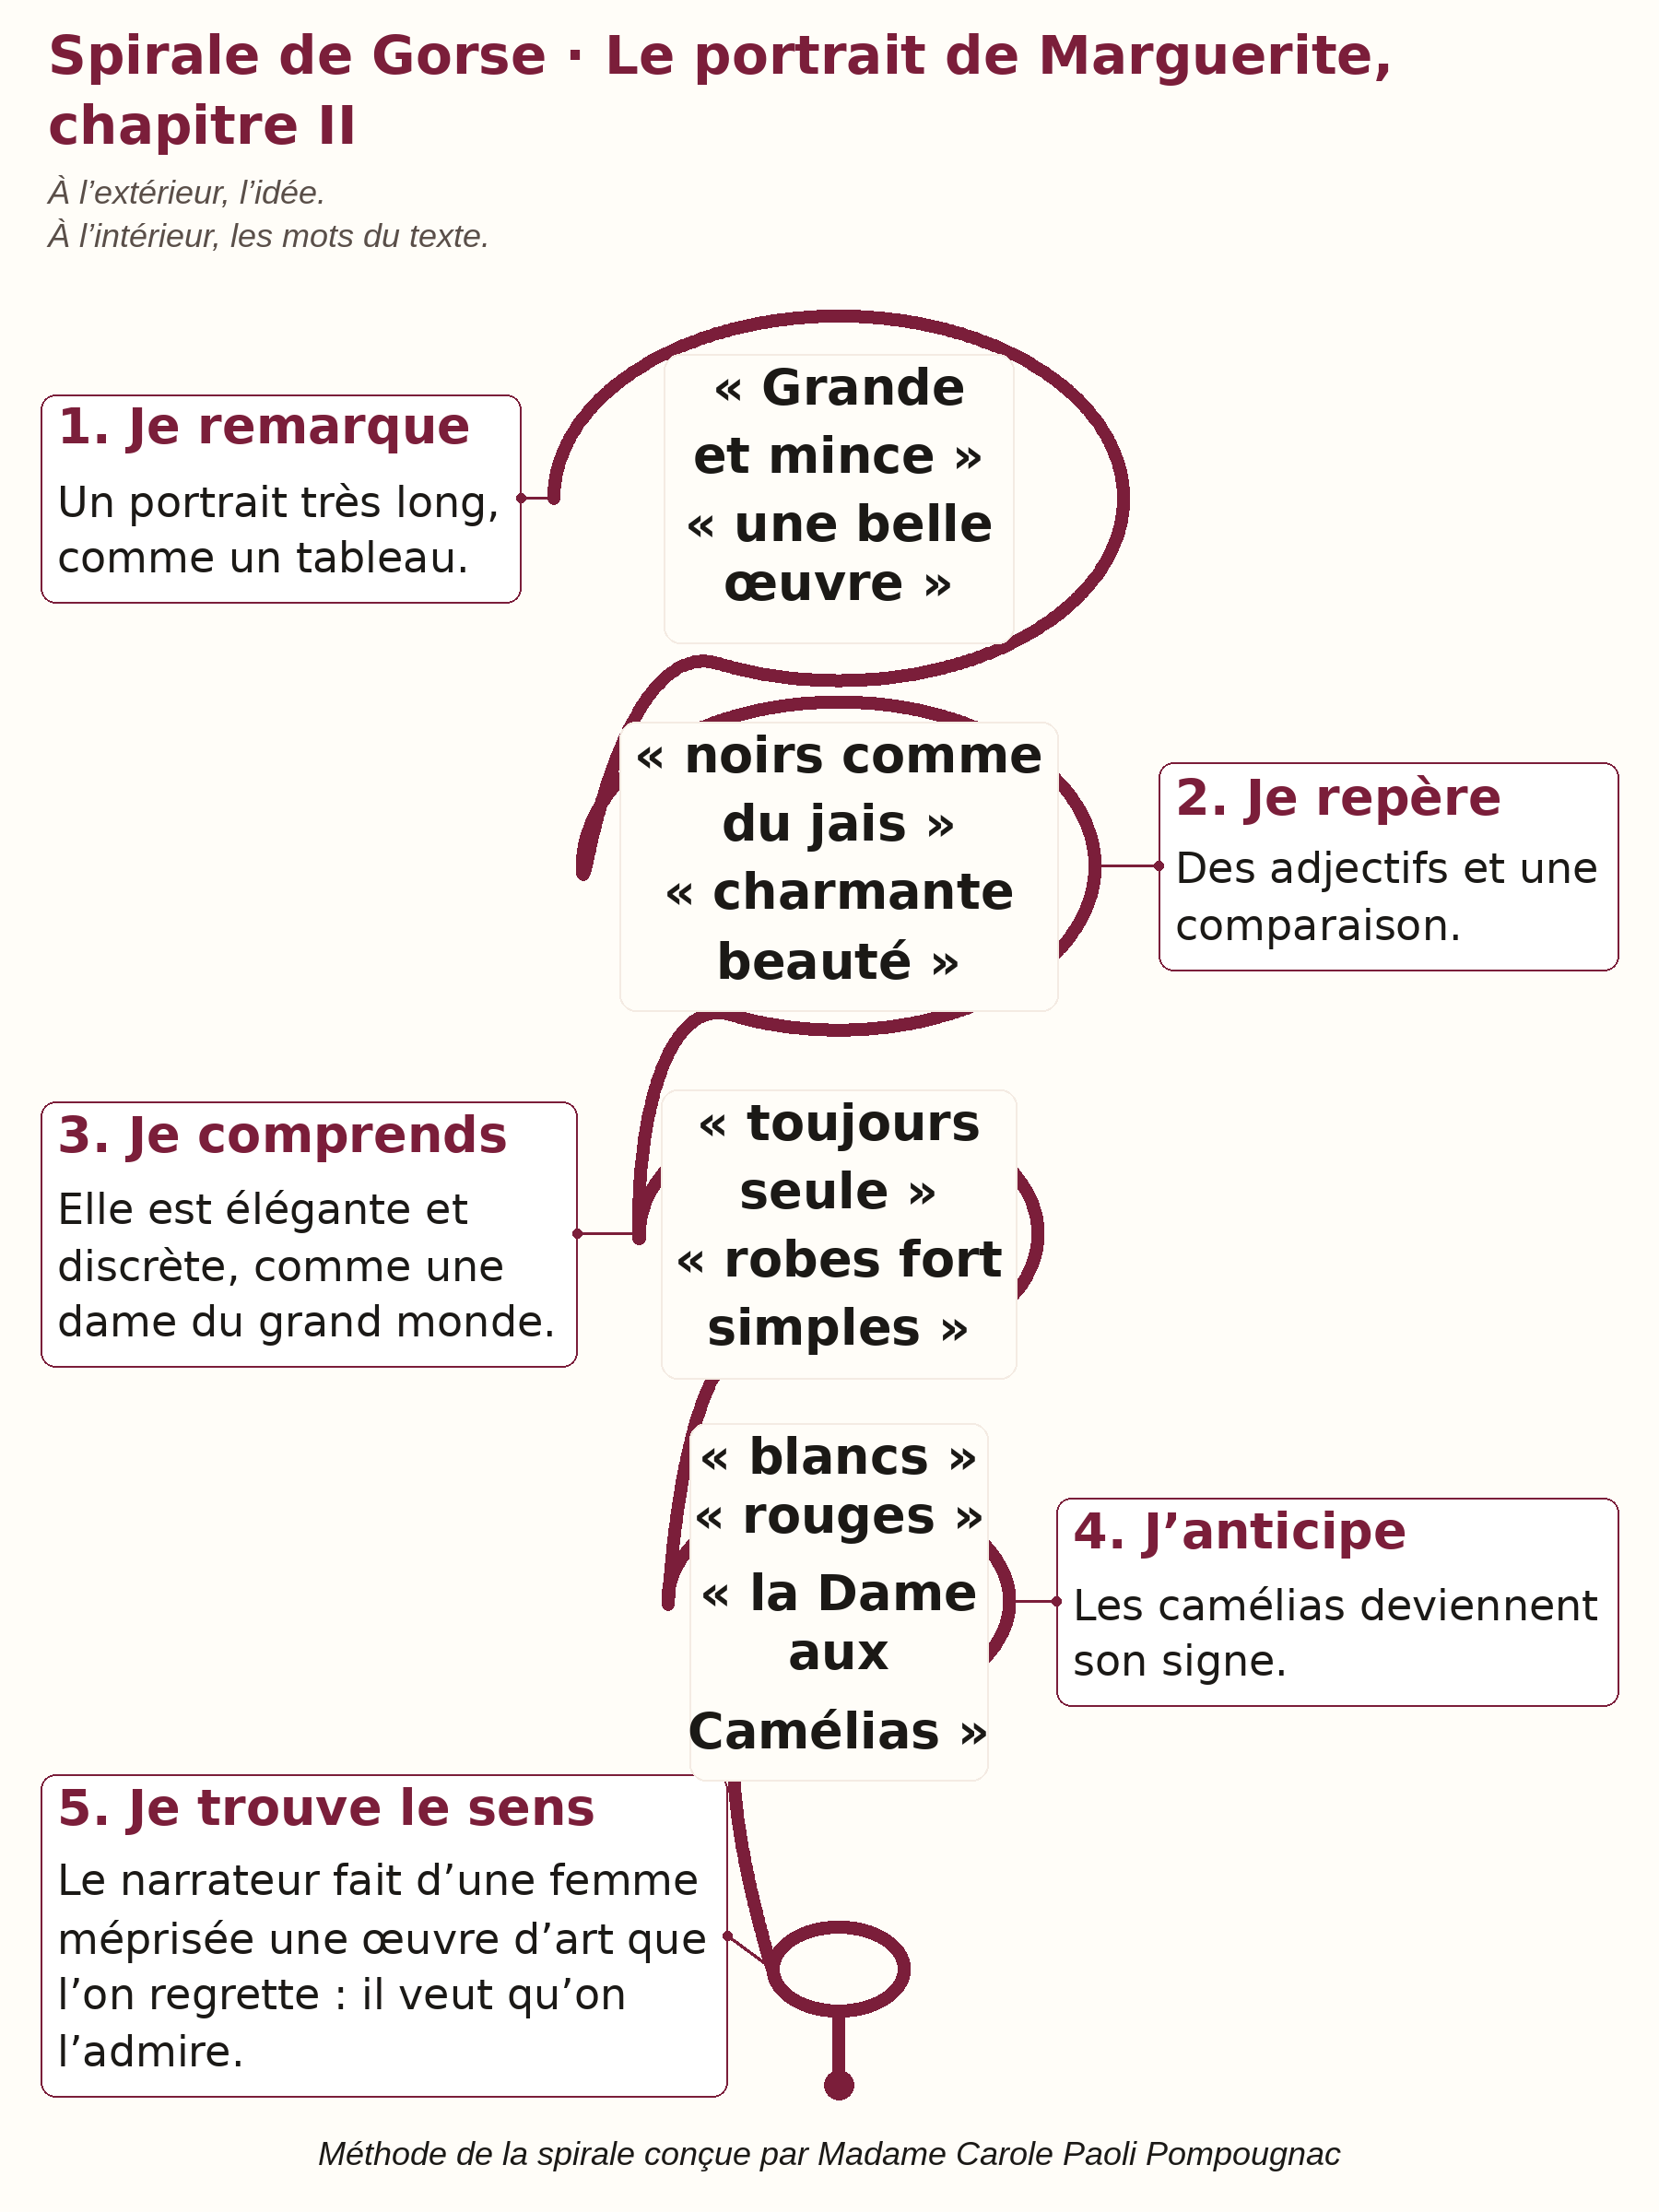 Spirale de Gorse · Le portrait de Marguerite,
chapitre II
À l’extérieur, l’idée.
À l’intérieur, les mots du texte.
1. Je remarque
Un portrait très long,
comme un tableau.
« Grande
et mince »
« une belle
œuvre »
« noirs comme
du jais »
« charmante
beauté »
2. Je repère
Des adjectifs et une
comparaison.
3. Je comprends
Elle est élégante et
discrète, comme une
dame du grand monde.
« toujours
seule »
« robes fort
simples »
« blancs »
« rouges »
« la Dame
aux
Camélias »
4. J’anticipe
Les camélias deviennent
son signe.
5. Je trouve le sens
Le narrateur fait d’une femme
méprisée une œuvre d’art que
l’on regrette : il veut qu’on
l’admire.
Méthode de la spirale conçue par Madame Carole Paoli Pompougnac